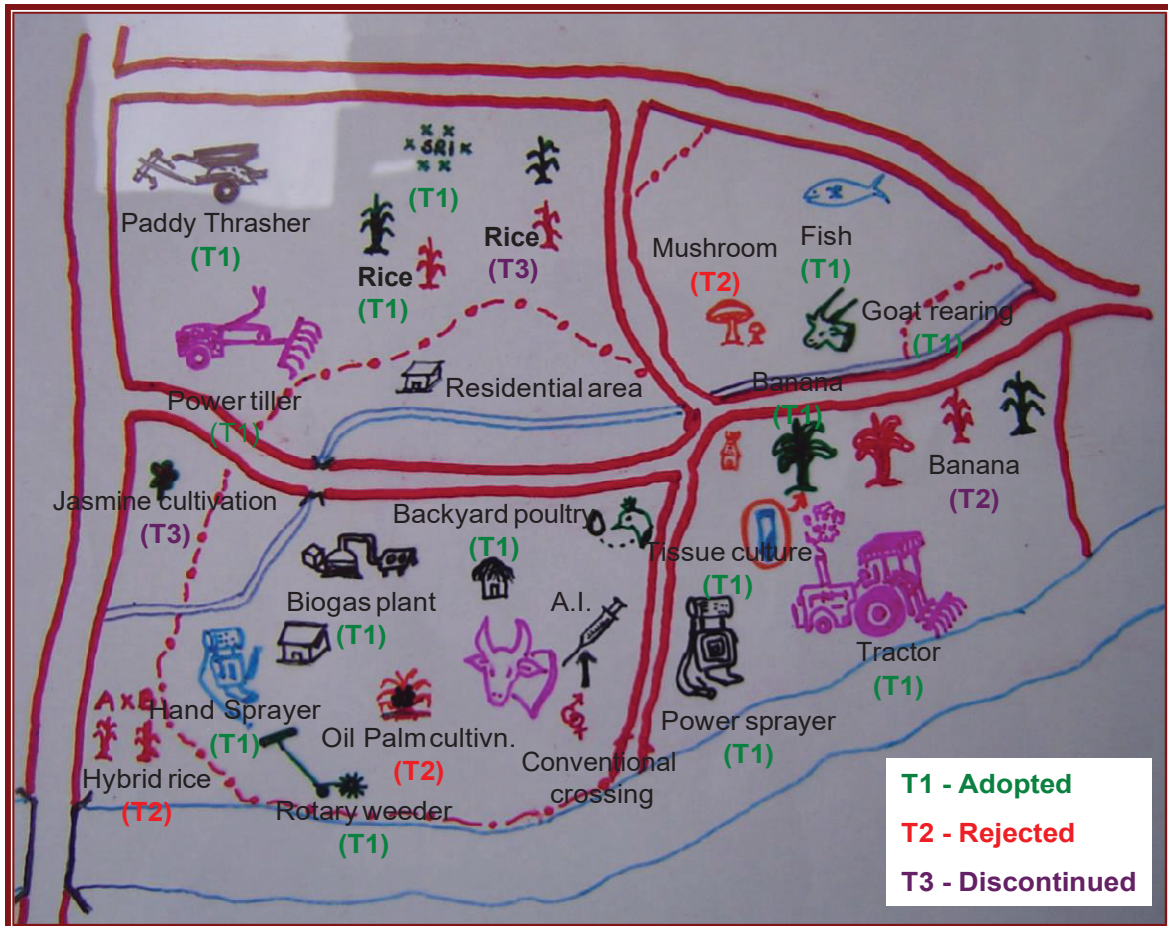 SRI
(T1)
Paddy Thrasher
(T1)
Rice
(T3)
Rice
(T1)
Mushroom
(T2)
Fish
(T1)
Goat rearing
(T1)
Power tiller
(T1)
Residential area
Banana
(T1)
Banana
(T2)
Jasmine cultivation
(T3)
Backyard poultry
(T1)
Tissue culture
(T1)
Biogas plant
(T1)
A.I.
Tractor
(T1)
A x B
Hand Sprayer
(T1)
Oil Palm cultivn.
(T2)
Conventional
crossing
Power sprayer
(T1)
Hybrid rice
(T2)
Rotary weeder
(T1)
T1 - Adopted
T2 - Rejected
T3 - Discontinued